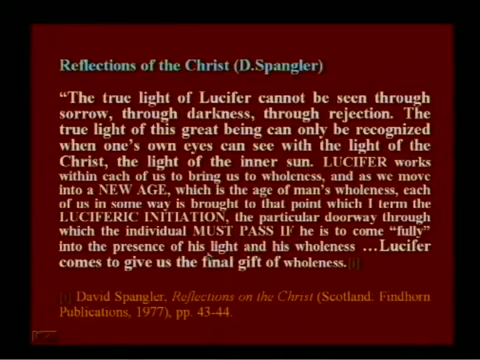 Reflections of the Christ (D.Spangler)
“The true light of Lucifer cannot be seen through
sorrow, through darkness, through rejection. The
true light of this great being can only be recognized
when one's own eyes can see with the light of the
Christ, the light of the inner sun. LUCIFER works
within each of us to bring us to wholeness, and as we move
into a NEW AGE, which is the age of man's wholeness, each
of us in some way is brought to that point which I term the
LUCIFERIC INITIATION, the particular doorway through
which the individual MUST PASS IF he is to come “fully”
into the presence of his light and his wholeness …Lucifer
comes to give us the final gift of wholeness.[i]
[i] David Spangler, Reflections on the Christ (Scotland: Findhorn
Publications, 1977), pp. 43-44.